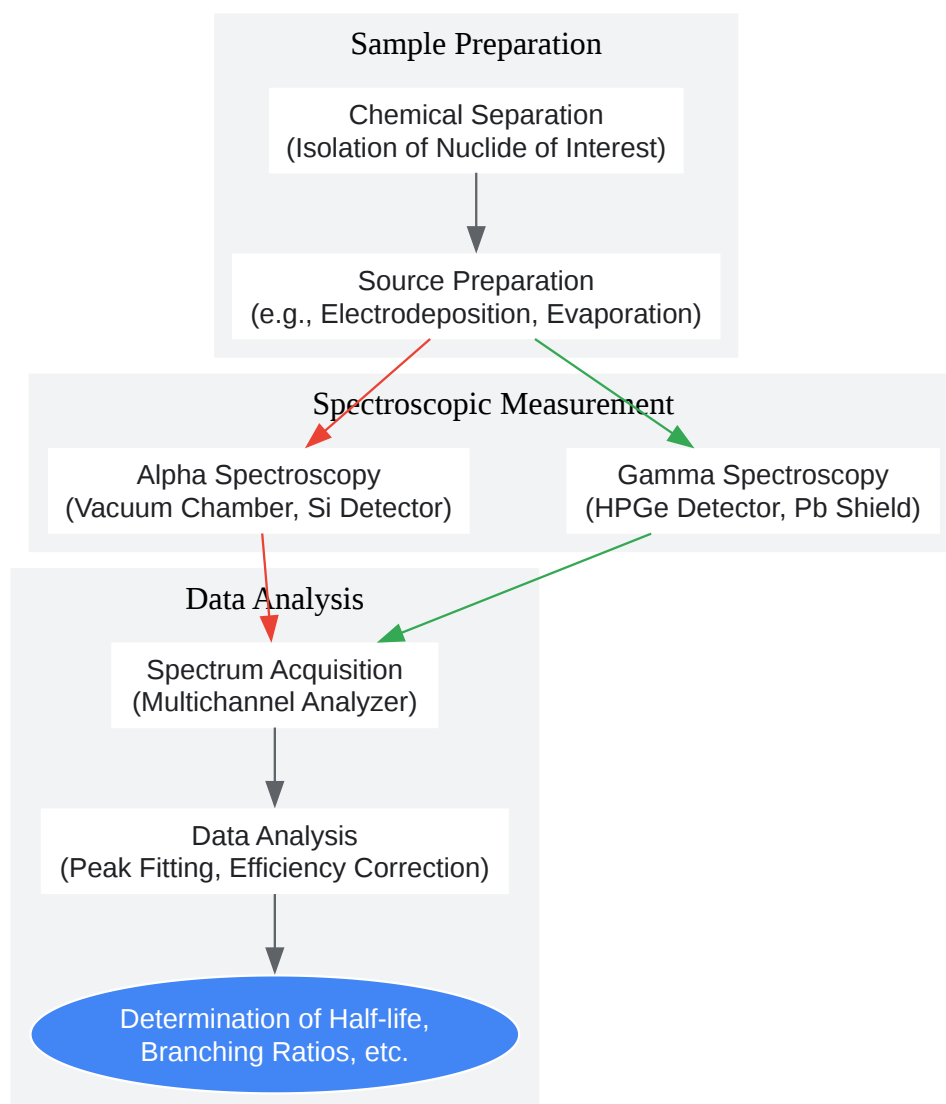 Sample Preparation
Chemical Separation
(Isolation of Nuclide of Interest)
Source Preparation
(e.g., Electrodeposition, Evaporation)
Spectroscopic Measurement
Alpha Spectroscopy
(Vacuum Chamber, Si Detector)
Gamma Spectroscopy
(HPGe Detector, Pb Shield)
Data Analysis
Spectrum Acquisition
(Multichannel Analyzer)
Data Analysis
(Peak Fitting, Efficiency Correction)
Determination of Half-life,
Branching Ratios, etc.